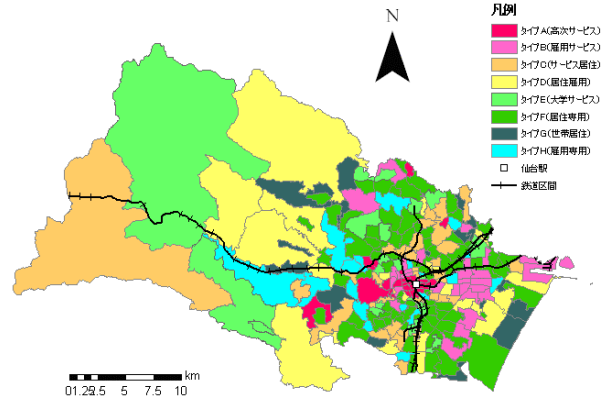 N
凡例
タイプA(高次サービス)
タイプB(雇用サービス)
タイプC(サービス居住)
タイプD(居住雇用)
タイプE(大学サービス)
タイプF(居住専用)
タイプG(世帯居住)
タイプH(雇用専用)
仙台駅
鉄道区間
km
01.252.5 5 7.5 10